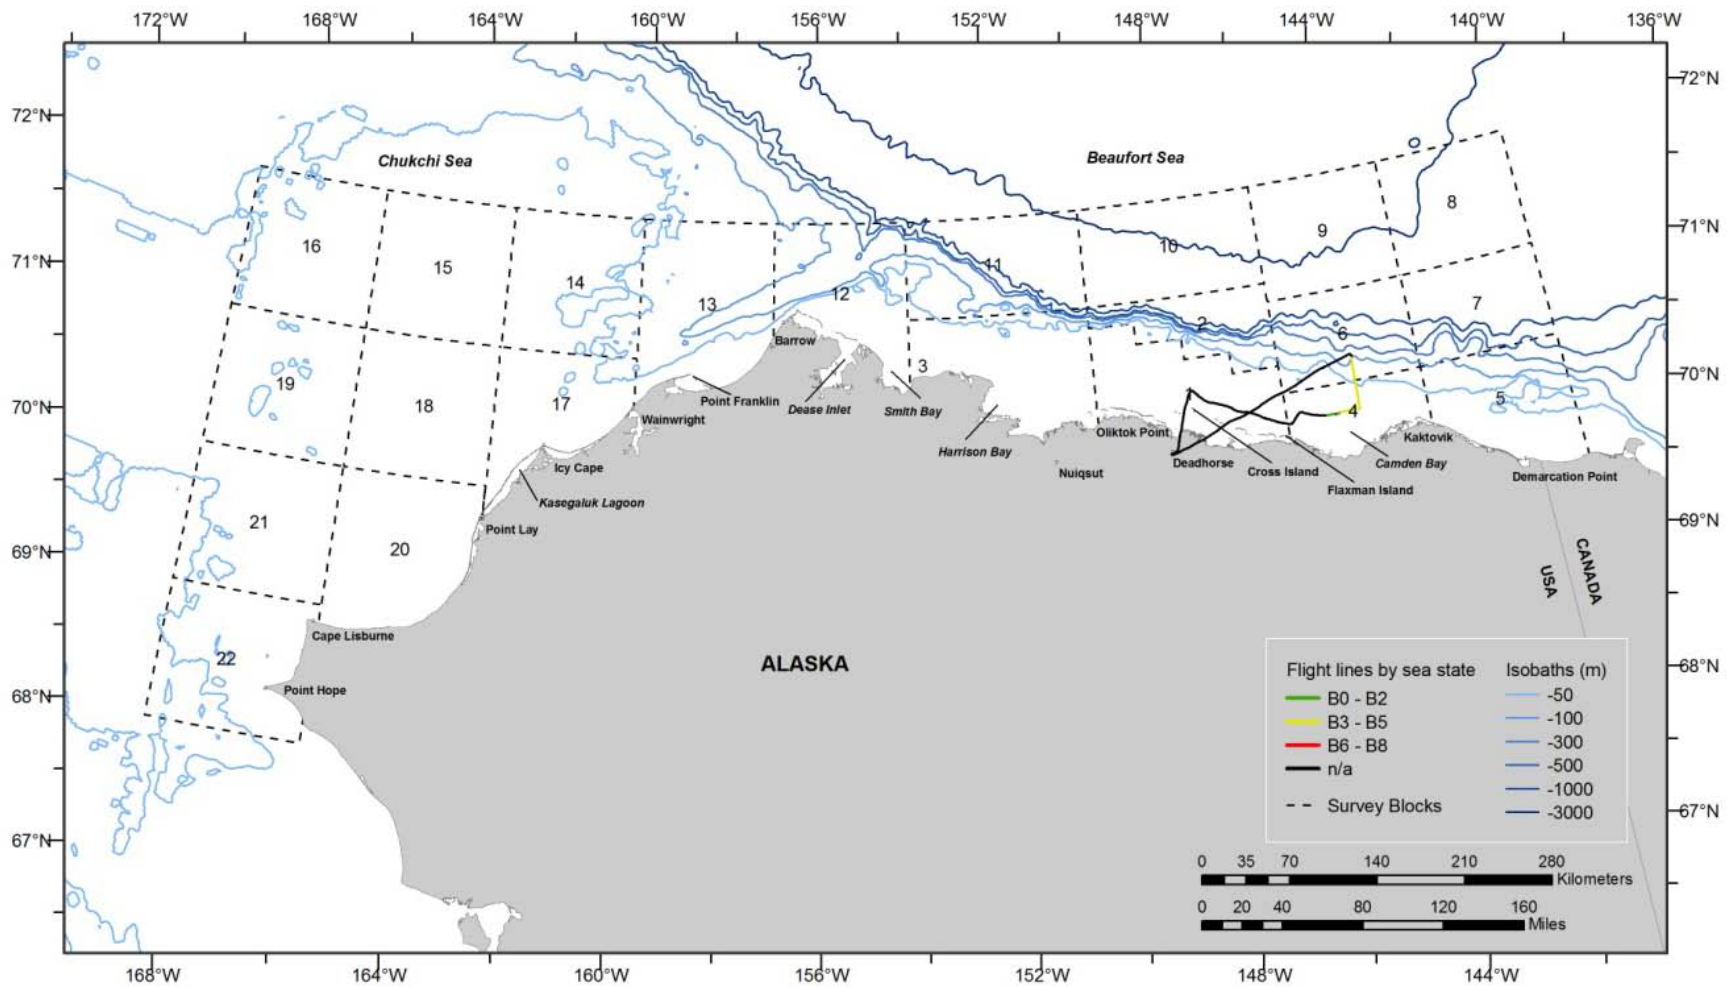 172°W 168°W 164°W 160°W 156°W 152°W 148°W 144°W 140°W 136°W
72°N 72°N
Chukchi Sea Beaufort Sea
8
9
16 15 14 10
71°N 71°N
11
13 12 7
2 6
Barrow
70°N
3
19 18 17 1 5
70°N Point Franklin Dease Inlet Smith Bay 4
Wainwright
Oliktok Point
Harrison Bay
Deadhorse
Kaktovik
Camden Bay
Icy Cape Nuiqsut Cross Island Demarcation Point
Flaxman Island
Kasegaluk Lagoon
21 Point Lay 69°N
69°N 20
USA CANADA
Cape Lisburne
22 ALASKA 68°N
68°N Point Hope
Flight lines by sea state
B0 - B2
B3 - B5
B6 - B8
n/a
Survey Blocks
Isobaths (m)
-50
-100
-300
-500
-1000
-3000
67°N 67°N
0 35 70 140 210 280
Kilometers
0 20 40 80 120 160
Miles
168°W 164°W 160°W 156°W 152°W 148°W 144°W